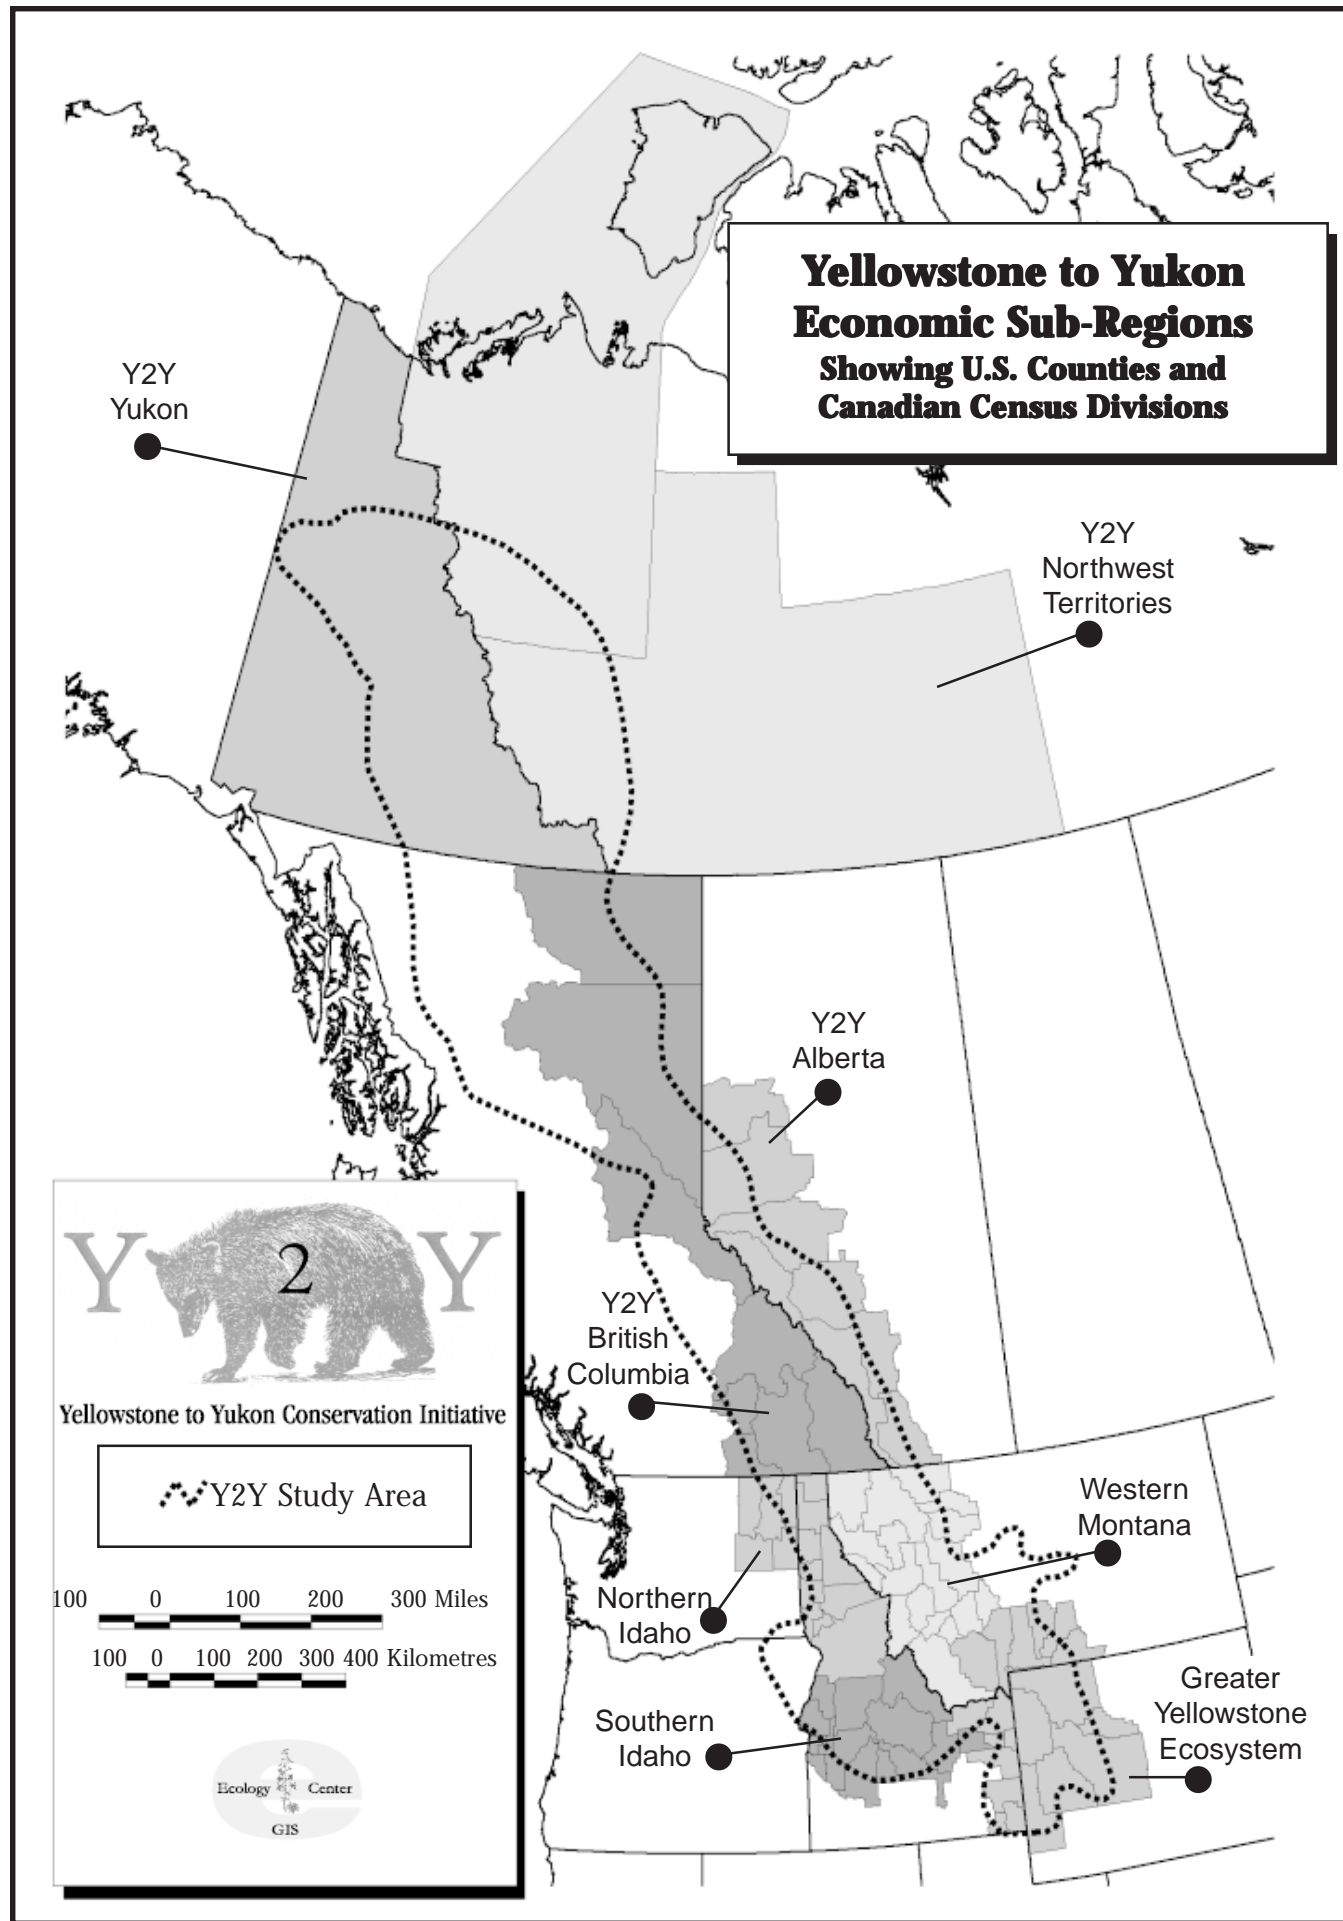 Yellowstone to Yukon
Economic Sub-Regions
Showing U.S. Counties and
Canadian Census Divisions
Y2Y
Yukon
Y2Y
Northwest
Territories
Y2Y
Alberta
Y2Y
British
Columbia
Western
Montana
Northern
Idaho
Southern
Idaho
Greater
Yellowstone
Ecosystem
Y 2 Y
Yellowstone to Yukon Conservation Initiative
Y2Y Study Area
100 0 100 200 300 Miles
100 0 100 200 300 400 Kilometres
Ecology Center
GIS